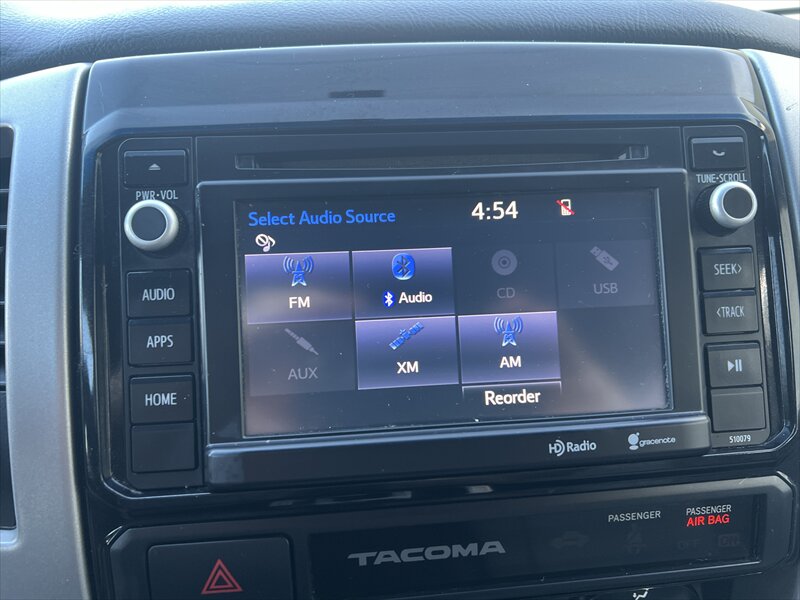 PWR•VOL
TUNE•SCROLL
Select Audio Source
4:54
FM
Audio
CD
USB
AUX
XM
AM
Reorder
AUDIO
APPS
HOME
SEEK>
<TRACK
HD Radio
gracenote
510079
PASSENGER
PASSENGER
AIR BAG
TACOMA